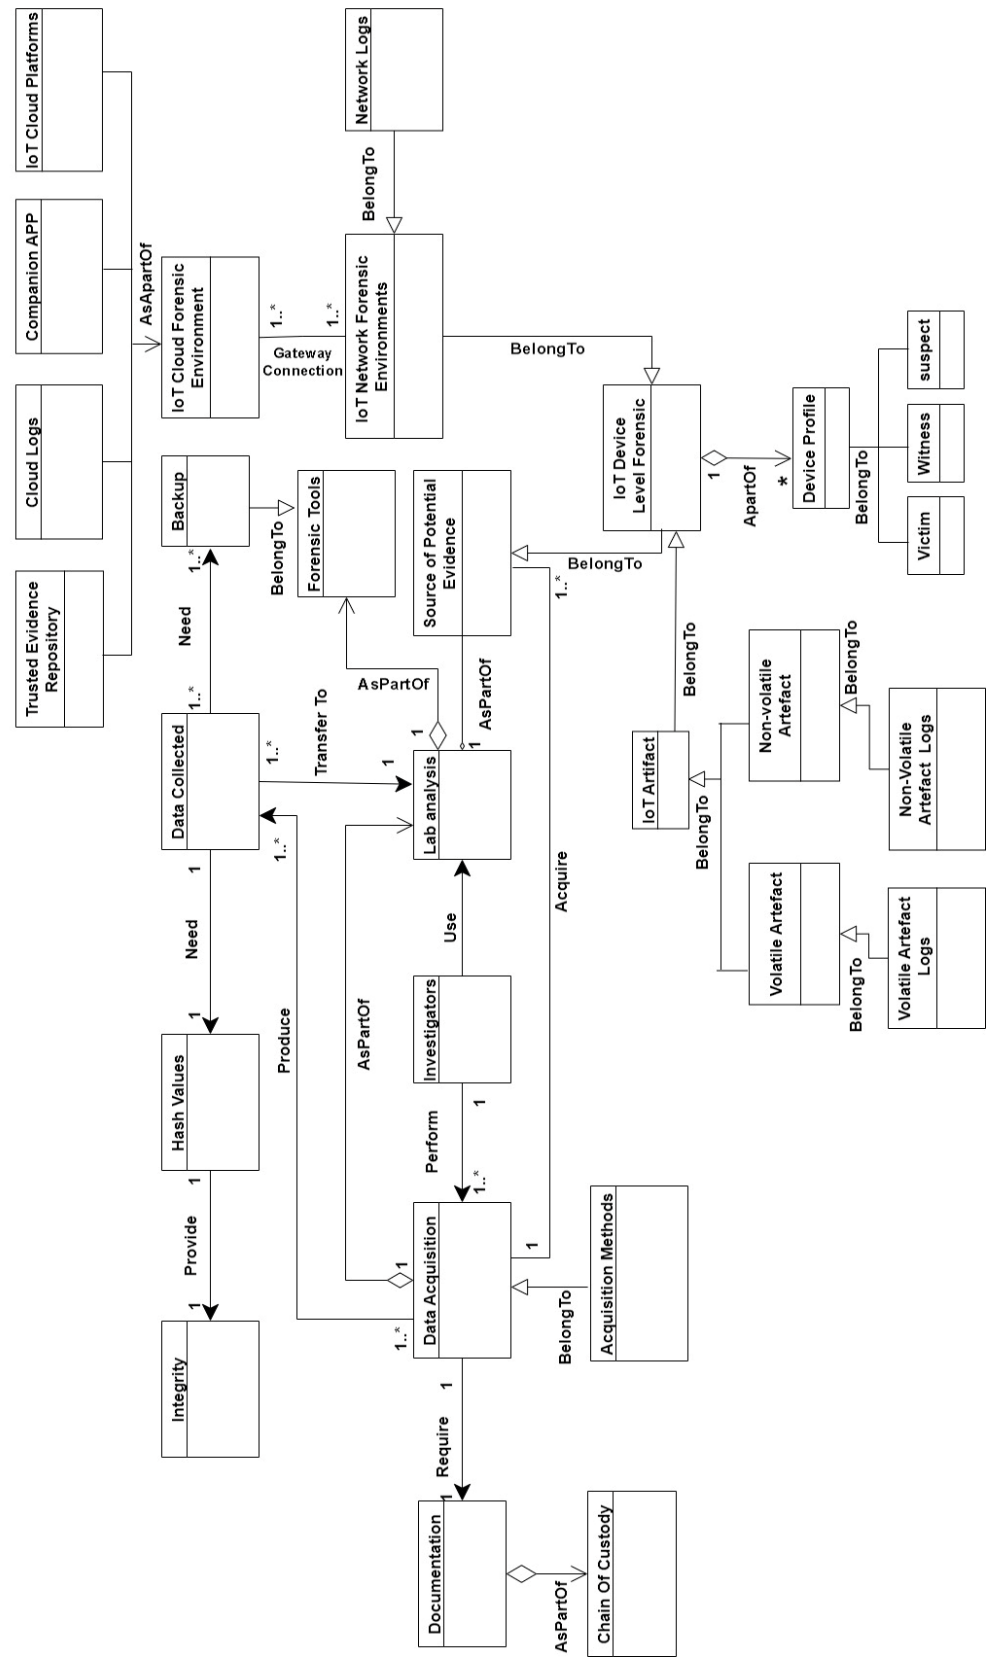 Trusted Evidence
Repository
Cloud Logs
Companion APP
IoT Cloud Platforms
AsApartOf
Integrity
1
Provide
1
Hash Values
1
Need
1
Data Collected
1..*
Need
1..*
Backup
IoT Cloud Forensic
Environment
1..*
Gateway
Connection
1..*
BelongTo
Forensic Tools
1..*
Transfer To
1
1..*
Produce
1..*
AsPartOf
AsPartOf
1
1
Network Logs
BelongTo
IoT Network Forensic
Environments
BelongTo
Documentation
1
Require
1
Data Acquisition
1..*
Perform
1
Investigators
Use
Lab analysis
1
AsPartOf
Source of Potential
Evidence
1
Acquire
1..*
BelongTo
AsPartOf
Chain Of Custody
BelongTo
Acquisition Methods
IoT Device
Level Forensic
1
ApartOf
*
Device Profile
BelongTo
Victim
Witness
suspect
BelongTo
IoT Artifact
BelongTo
Volatile Artefact
Non-volatile
Artefact
BelongTo
BelongTo
Volatile Artefact
Logs
Non-Volatile
Artefact Logs